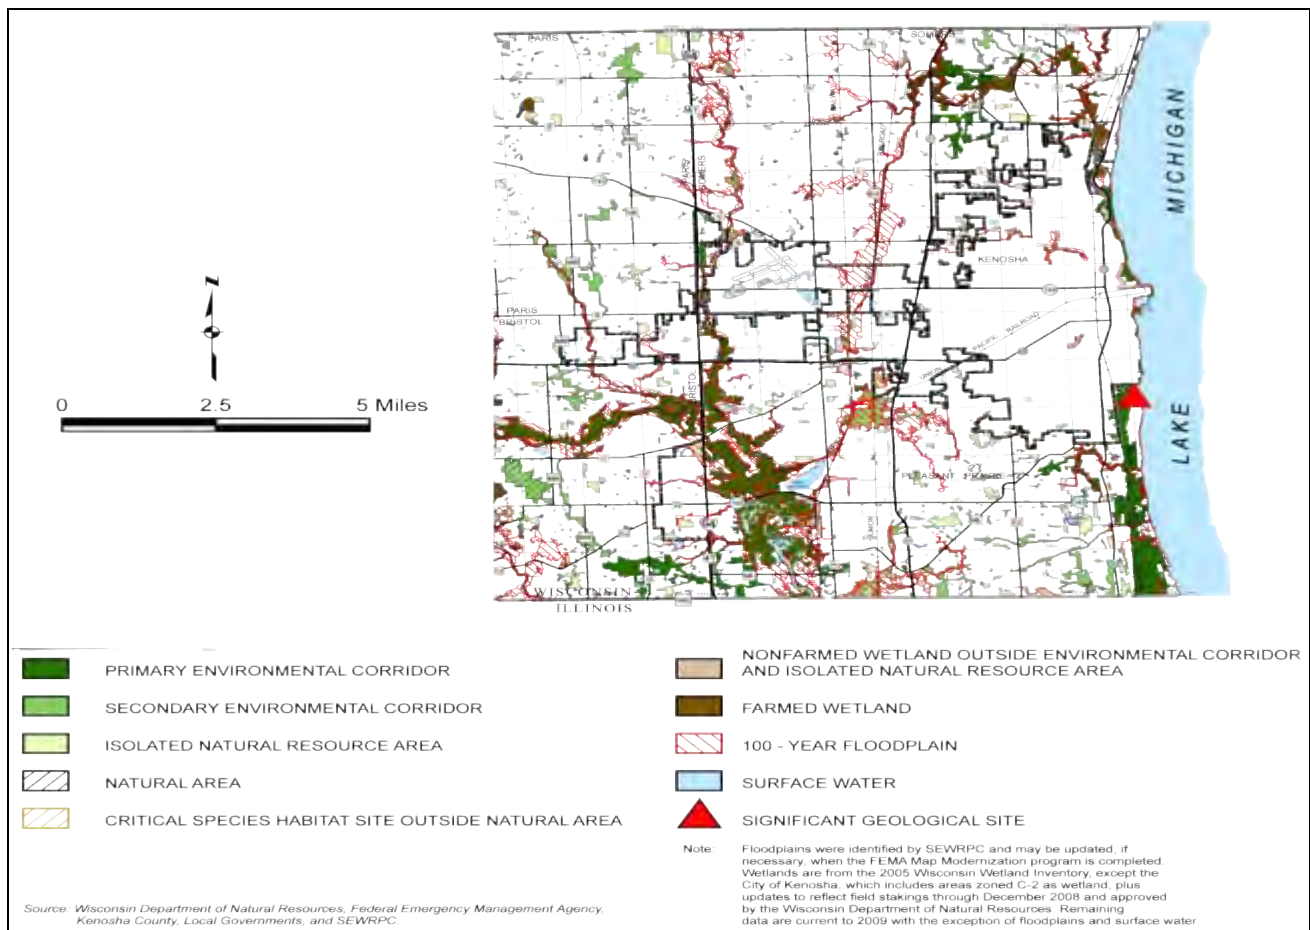 PARIS
SOMERS
MICHIGAN
RAILROAD
PARIS
SOMERS
KENOSHA
PARIS
BRISTOL
PACIFIC RAILROAD
UNION
BRISTOL
LAKE
PLEASANT PRAIRIE
UNION
WISCONSIN
ILLINOIS
N
0 2.5 5 Miles
PRIMARY ENVIRONMENTAL CORRIDOR
SECONDARY ENVIRONMENTAL CORRIDOR
ISOLATED NATURAL RESOURCE AREA
NATURAL AREA
CRITICAL SPECIES HABITAT SITE OUTSIDE NATURAL AREA
NONFARMED WETLAND OUTSIDE ENVIRONMENTAL CORRIDOR
AND ISOLATED NATURAL RESOURCE AREA
FARMED WETLAND
100 - YEAR FLOODPLAIN
SURFACE WATER
SIGNIFICANT GEOLOGICAL SITE
Note: Floodplains were identified by SEWRPC and may be updated, if
necessary, when the FEMA Map Modernization program is completed.
Wetlands are from the 2005 Wisconsin Wetland Inventory, except the
City of Kenosha, which includes areas zoned C-2 as wetland, plus
updates to reflect field stakings through December 2008 and approved
by the Wisconsin Department of Natural Resources. Remaining
data are current to 2009 with the exception of floodplains and surface water.
Source: Wisconsin Department of Natural Resources, Federal Emergency Management Agency,
Kenosha County, Local Governments, and SEWRPC.